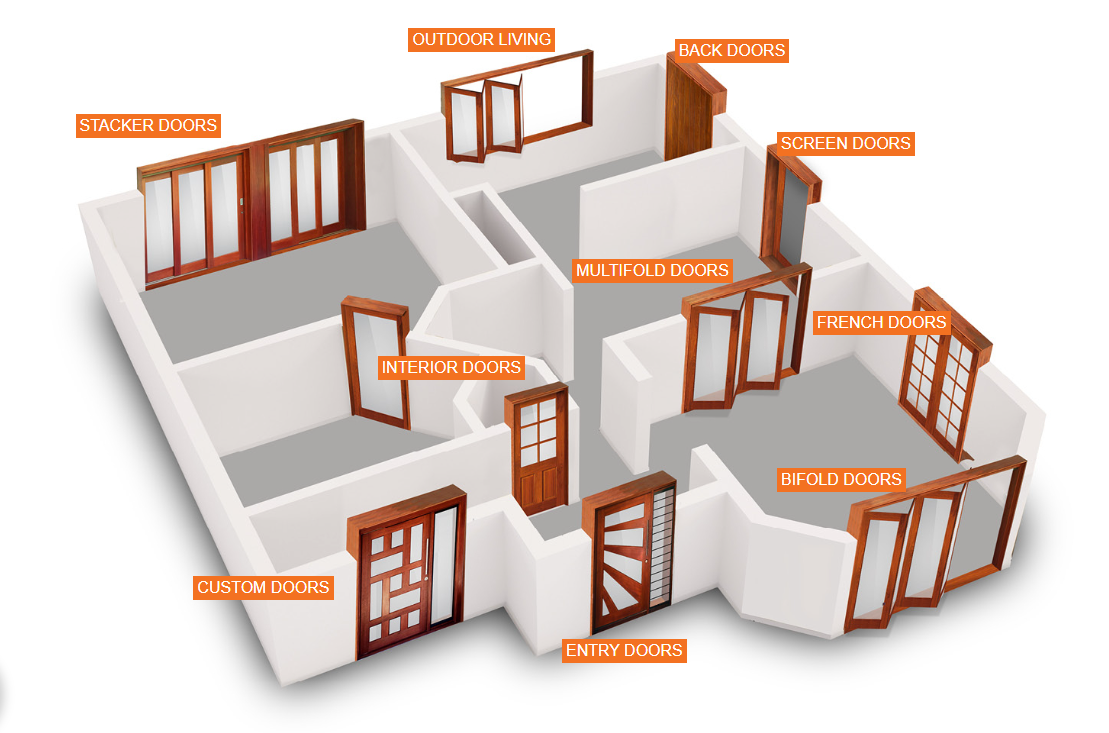 OUTDOOR LIVING
BACK DOORS
STACKER DOORS
SCREEN DOORS
MULTIFOLD DOORS
FRENCH DOORS
INTERIOR DOORS
BIFOLD DOORS
CUSTOM DOORS
ENTRY DOORS